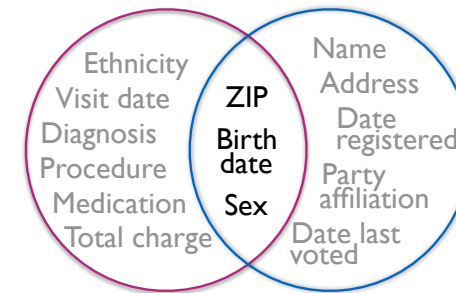 Ethnicity
Visit date
Diagnosis
Procedure
Medication
Total charge
ZIP
Birth
date
Sex
Name
Address
Date
registered
Party
affiliation
Date last
voted